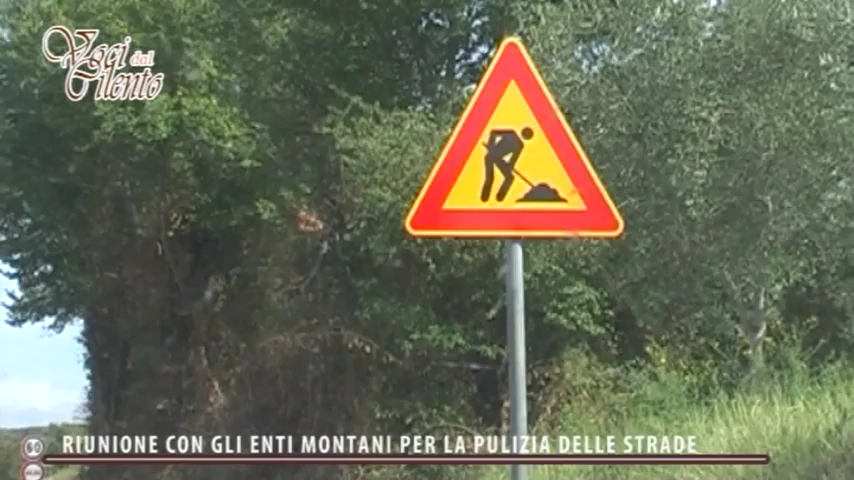 Voci dal
Cilento
RIUNIONE CON GLI ENTI MONTANI PER LA PULIZIA DELLE STRADE